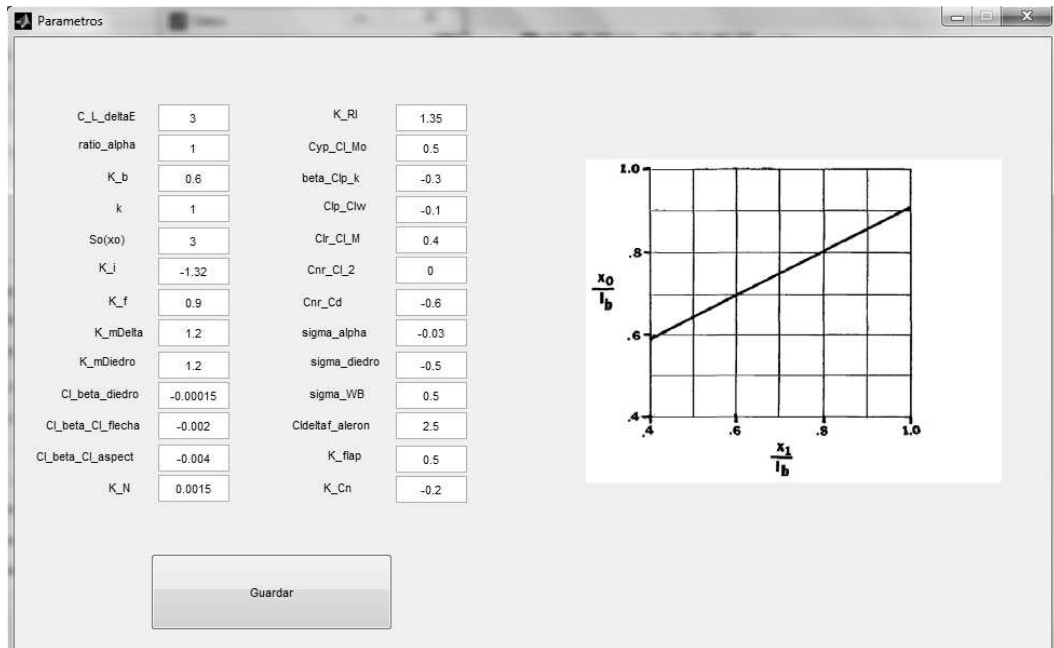 Parametros
C_L_deltaE 3
ratio_alpha 1
K_b 0.6
k 1
So(xo) 3
K_i -1.32
K_f 0.9
K_mDelta 1.2
K_mDiedro 1.2
Cl_beta_diedro -0.00015
Cl_beta_Cl_flecha -0.002
Cl_beta_Cl_aspect -0.004
K_N 0.0015
K_Rl 1.35
Cyp_Cl_Mo 0.5
beta_Clp_k -0.3
Clp_Clw -0.1
Clr_Cl_M 0.4
Cnr_Cl_2 0
Cnr_Cd -0.6
sigma_alpha -0.03
sigma_diedro -0.5
sigma_WB 0.5
Cldeltaf_aleron 2.5
K_flap 0.5
K_Cn -0.2
Guardar
1.0
.8
x0
lb
.6
.4
.4 .6 .8 1.0
x1
lb